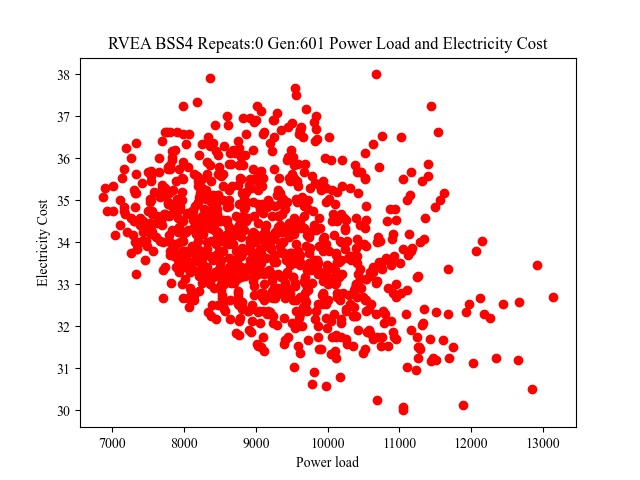 RVEA BSS4 Repeats:0 Gen:601 Power Load and Electricity Cost
38
37
36
35
34
33
32
31
30
Electricity Cost
7000 8000 9000 10000 11000 12000 13000
Power load